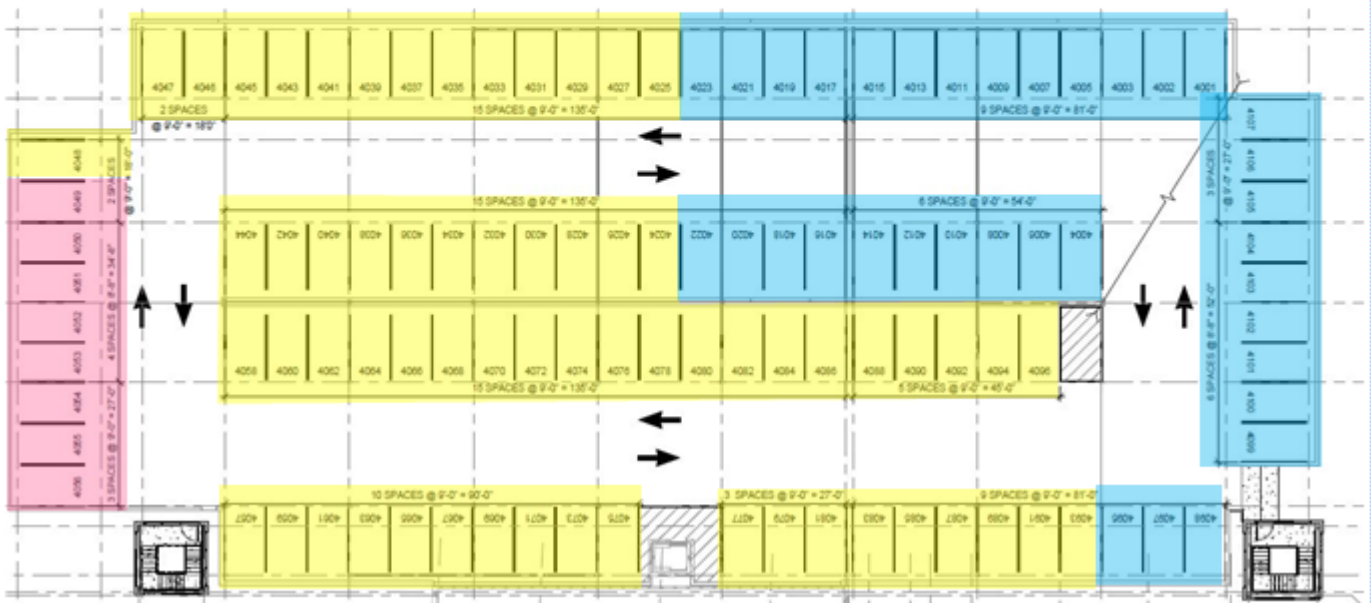 4047 4046 4045 4043 4041 4039 4037 4035 4033 4031 4029 4027 4025 4023 4021 4019 4017 4015 4013 4011 4009 4007 4005 4003 4002 4001
2 SPACES
@ 9'-0" = 18'0"
15 SPACES @ 9'-0" = 135'-0"
9 SPACES @ 9'-0" = 81'-0"
4048
4049
4050
4051
4052
4053
4054
4055
4056
2 SPACES
@ 9'-0" = 18'-0"
4 SPACES @ 8'-8" = 34'-8"
3 SPACES @ 9'-0" = 27'-0"
15 SPACES @ 9'-0" = 135'-0"
6 SPACES @ 9'-0" = 54'-0"
4044 4042 4040 4038 4036 4034 4032 4030 4028 4026 4024 4022 4020 4018 4016 4014 4012 4010 4008 4006 4004
4058 4060 4062 4064 4066 4068 4070 4072 4074 4076 4078 4080 4082 4084 4086 4088 4090 4092 4094 4096
15 SPACES @ 9'-0" = 135'-0"
5 SPACES @ 9'-0" = 45'-0"
4107
4106
4105
4104
4103
4102
4101
4100
4099
3 SPACES
@ 9'-0" = 27'-0"
6 SPACES @ 8'-8" = 52'-0"
10 SPACES @ 9'-0" = 90'-0"
3 SPACES @ 9'-0" = 27'-0"
9 SPACES @ 9'-0" = 81'-0"
4057 4059 4061 4063 4065 4067 4069 4071 4073 4075
4077 4079 4081 4083 4085 4087 4089 4091 4093 4095 4097 4098